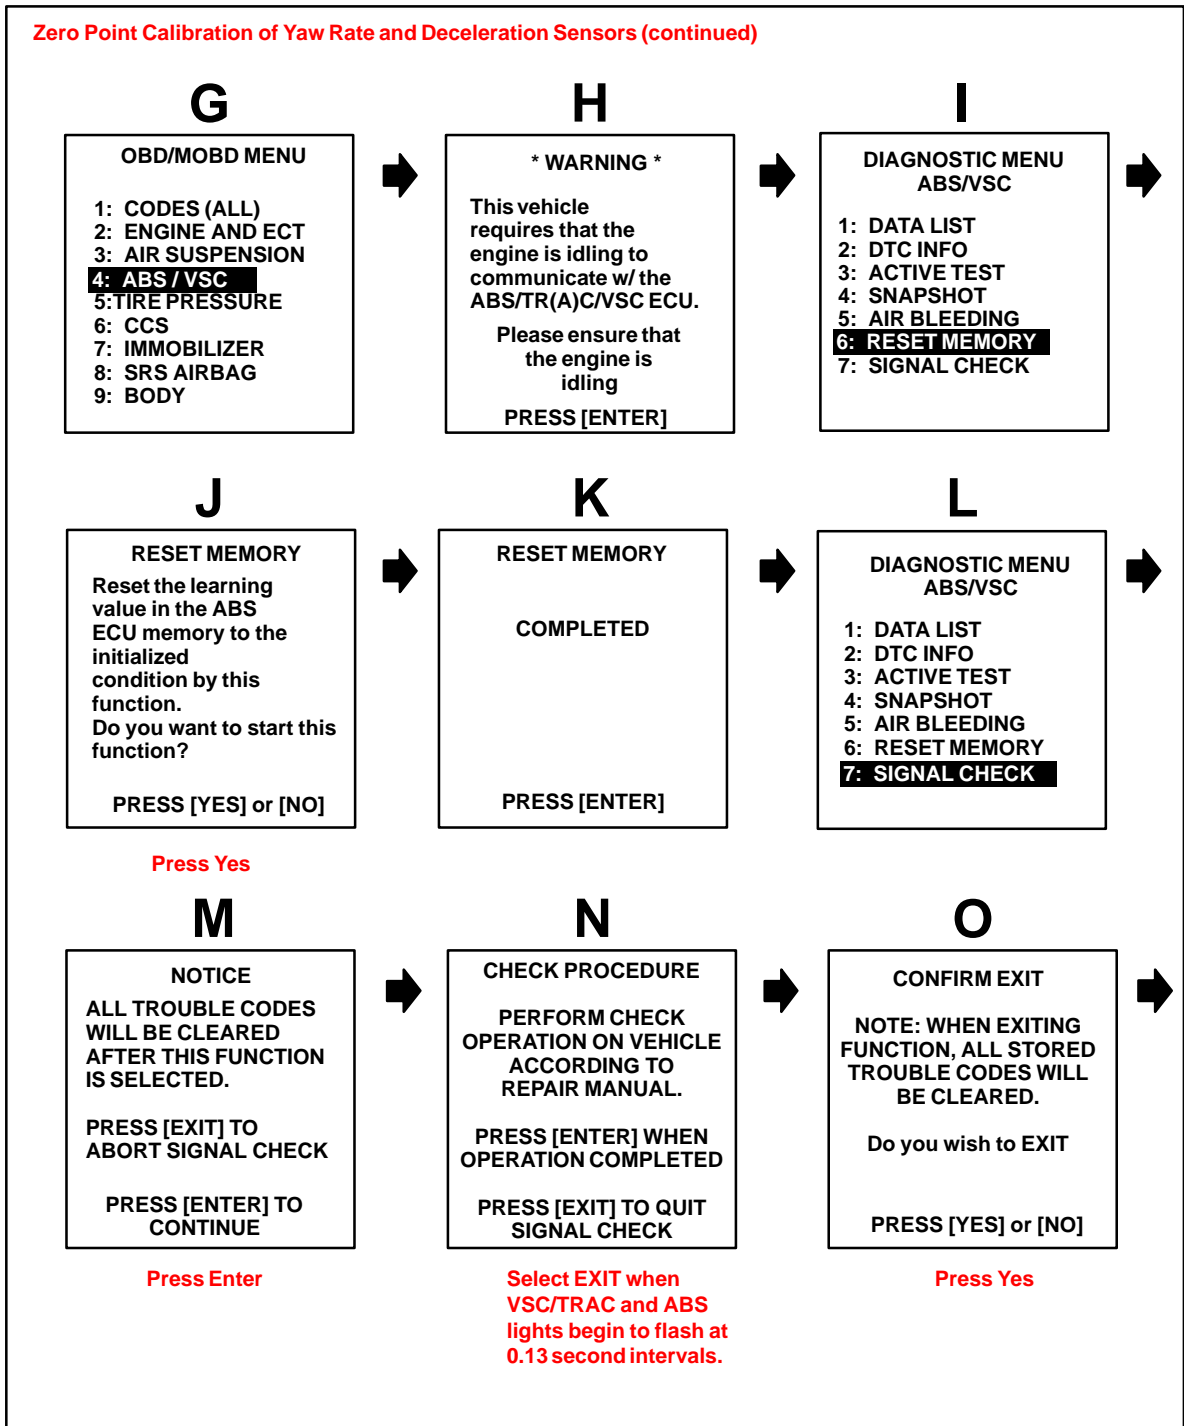 Zero Point Calibration of Yaw Rate and Deceleration Sensors (continued)
G
OBD/MOBD MENU
1: CODES (ALL)
2: ENGINE AND ECT
3: AIR SUSPENSION
4: ABS / VSC
5:TIRE PRESSURE
6: CCS
7: IMMOBILIZER
8: SRS AIRBAG
9: BODY
H
* WARNING *
This vehicle
requires that the
engine is idling to
communicate w/ the
ABS/TR(A)C/VSC ECU.
Please ensure that
the engine is
idling
PRESS [ENTER]
I
DIAGNOSTIC MENU
ABS/VSC
1: DATA LIST
2: DTC INFO
3: ACTIVE TEST
4: SNAPSHOT
5: AIR BLEEDING
6: RESET MEMORY
7: SIGNAL CHECK
J
RESET MEMORY
Reset the learning
value in the ABS
ECU memory to the
initialized
condition by this
function.
Do you want to start this
function?
PRESS [YES] or [NO]
Press Yes
K
RESET MEMORY
COMPLETED
PRESS [ENTER]
L
DIAGNOSTIC MENU
ABS/VSC
1: DATA LIST
2: DTC INFO
3: ACTIVE TEST
4: SNAPSHOT
5: AIR BLEEDING
6: RESET MEMORY
7: SIGNAL CHECK
M
NOTICE
ALL TROUBLE CODES
WILL BE CLEARED
AFTER THIS FUNCTION
IS SELECTED.
PRESS [EXIT] TO
ABORT SIGNAL CHECK
PRESS [ENTER] TO
CONTINUE
Press Enter
N
CHECK PROCEDURE
PERFORM CHECK
OPERATION ON VEHICLE
ACCORDING TO
REPAIR MANUAL.
PRESS [ENTER] WHEN
OPERATION COMPLETED
PRESS [EXIT] TO QUIT
SIGNAL CHECK
Select EXIT when
VSC/TRAC and ABS
lights begin to flash at
0.13 second intervals.
O
CONFIRM EXIT
NOTE: WHEN EXITING
FUNCTION, ALL STORED
TROUBLE CODES WILL
BE CLEARED.
Do you wish to EXIT
PRESS [YES] or [NO]
Press Yes